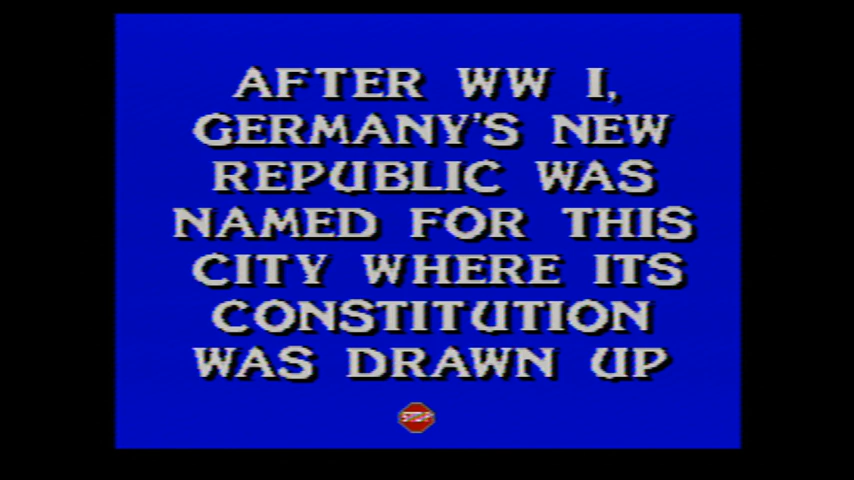 AFTER WW I,
GERMANY'S NEW
REPUBLIC WAS
NAMED FOR THIS
CITY WHERE ITS
CONSTITUTION
WAS DRAWN UP
STOP